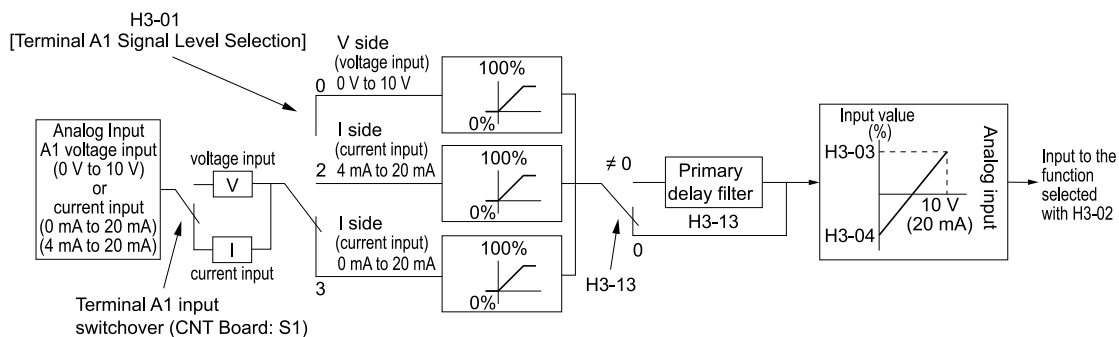 H3-01
[Terminal A1 Signal Level Selection]
Analog Input
A1 voltage input
(0 V to 10 V)
or
current input
(0 mA to 20 mA)
(4 mA to 20 mA)
voltage input
V
I
current input
Terminal A1 input
switchover (CNT Board: S1)
V side
(voltage input)
0 V to 10 V
0
100%
0%
I side
(current input)
4 mA to 20 mA
2
100%
0%
I side
(current input)
0 mA to 20 mA
3
100%
0%
≠ 0
Primary
delay filter
H3-13
0
H3-13
Input value
(%)
H3-03
10 V
(20 mA)
H3-04
Analog input
Input to the
function
selected
with H3-02